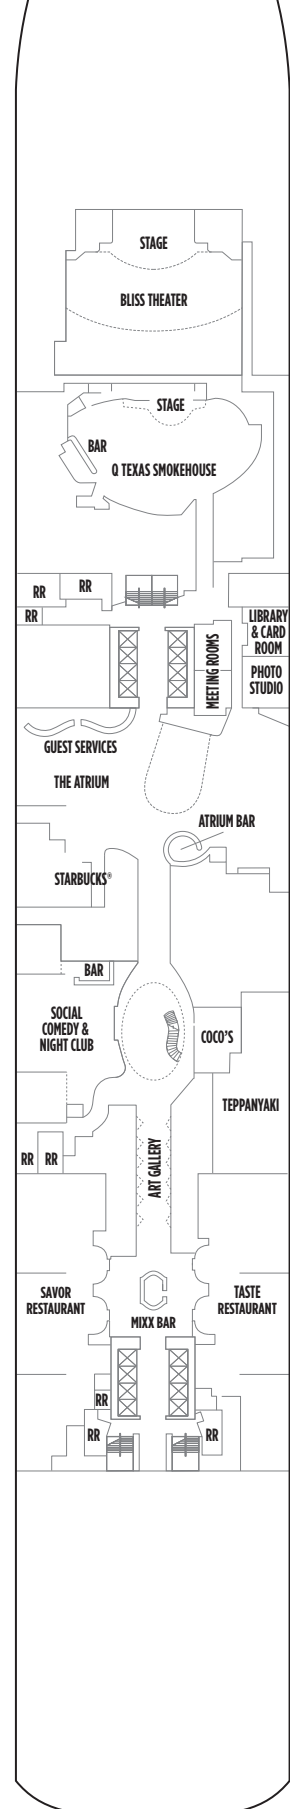 STAGE
BLISS THEATER
STAGE
BAR
Q TEXAS SMOKEHOUSE
RR
RR
RR
MEETING ROOMS
LIBRARY
& CARD
ROOM
PHOTO
STUDIO
GUEST SERVICES
THE ATRIUM
ATRIUM BAR
STARBUCKS®
BAR
SOCIAL
COMEDY &
NIGHT CLUB
COCO'S
TEPPANYAKI
ART GALLERY
RR
RR
SAVOR
RESTAURANT
TASTE
RESTAURANT
MIXX BAR
RR
RR
RR